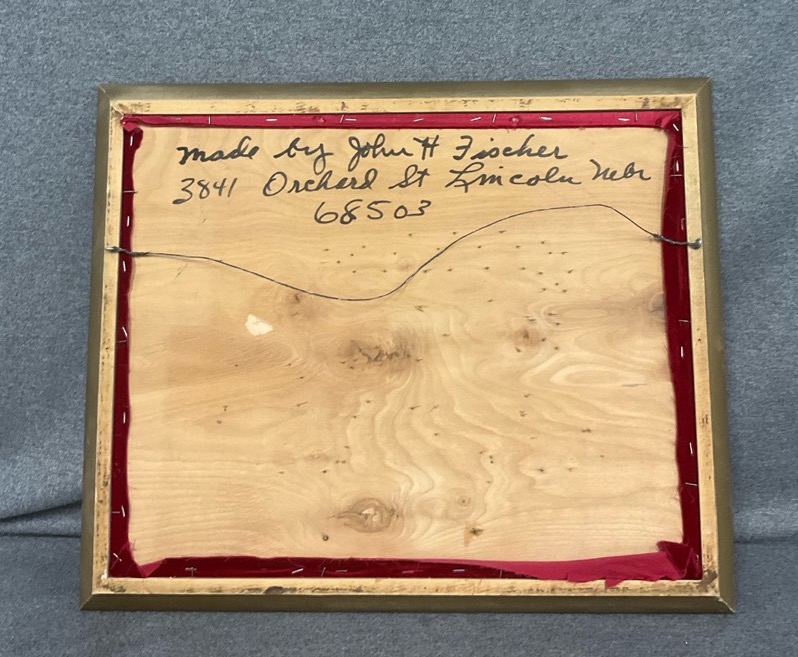 made by John H Fischer
3841 Orchard St Lincoln Nebr
68503